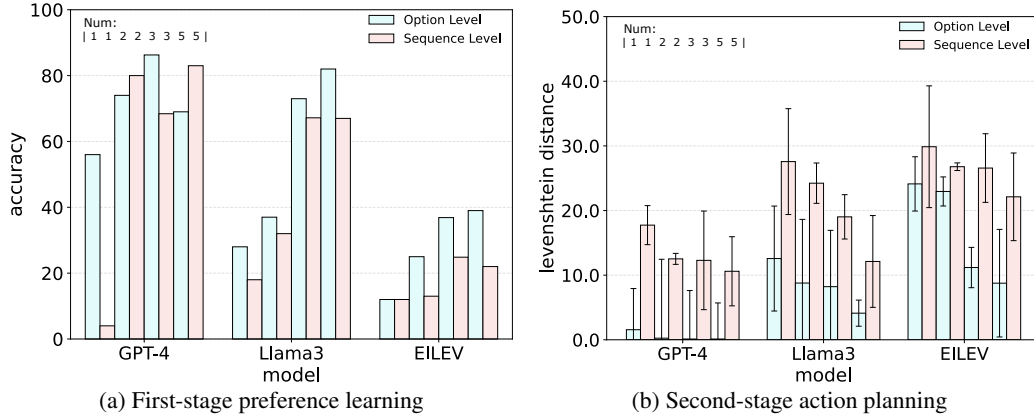 100
80
60
40
20
0
accuracy
Num:
| 1 1 2 2 3 3 5 5 |
Option Level
Sequence Level
GPT-4 Llama3 EILEV
model
(a) First-stage preference learning
50.0
40.0
30.0
20.0
10.0
0.0
levenshtein distance
Num:
| 1 1 2 2 3 3 5 5 |
Option Level
Sequence Level
GPT-4 Llama3 EILEV
model
(b) Second-stage action planning